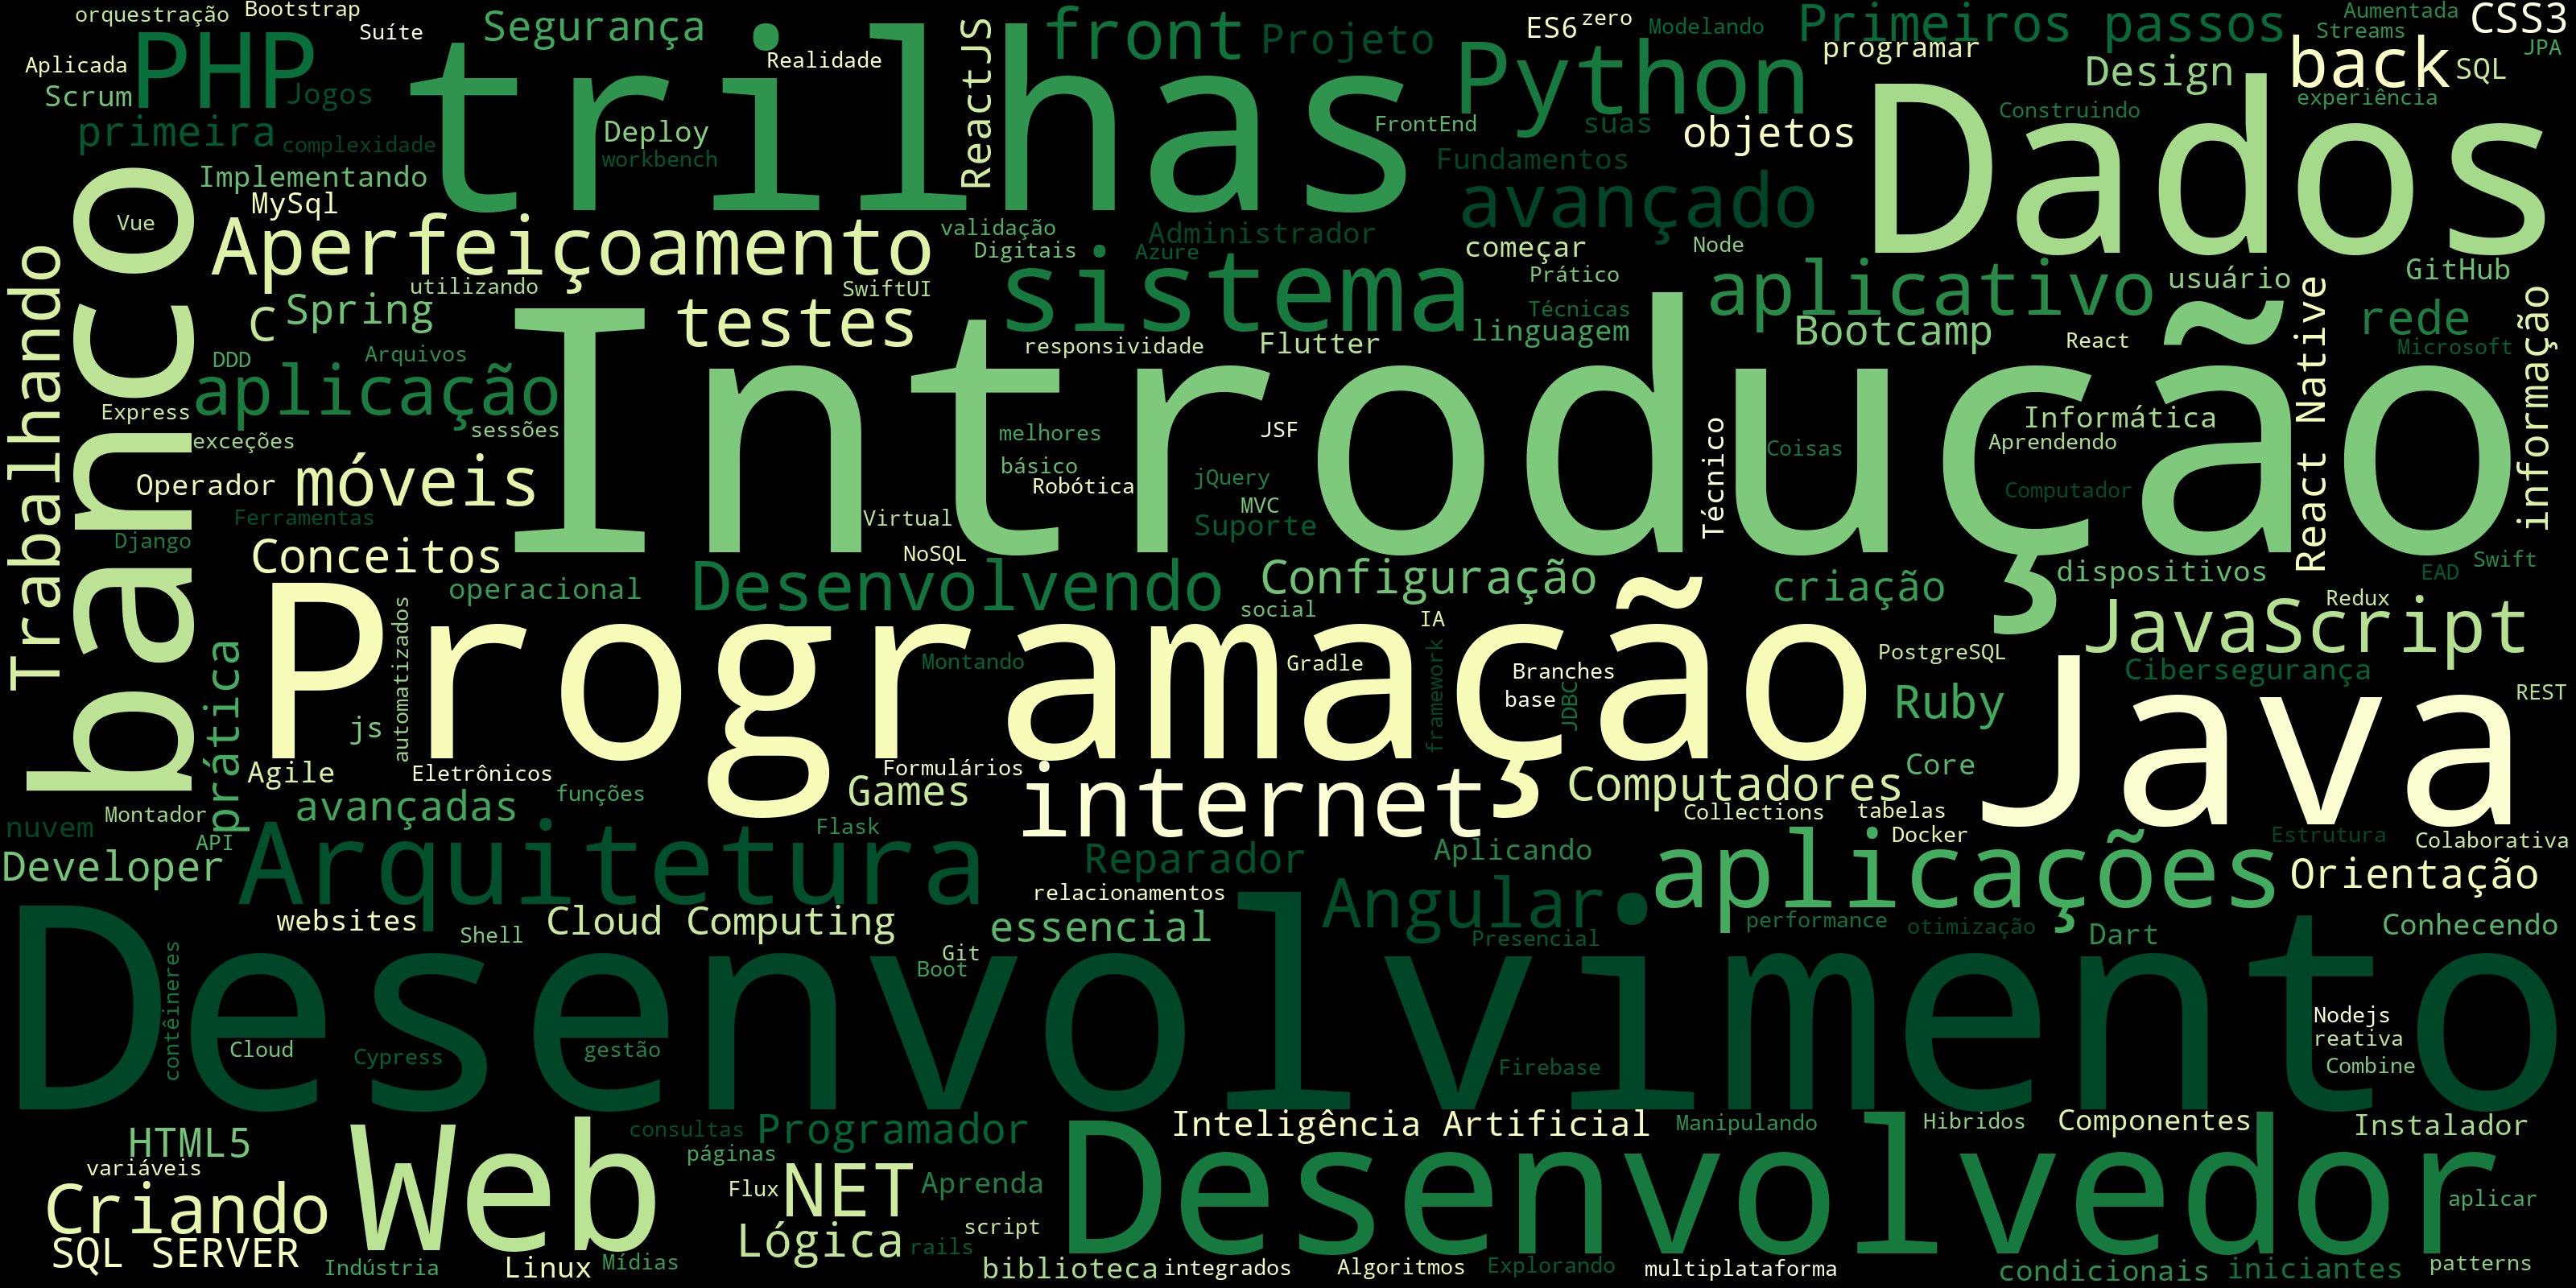 orquestração
Bootstrap
Suíte
Segurança
trilhas
front
Projeto
ES6
zero
Modelando
Primeiros passos
Aumentada
Streams
CSS3
JPA
Aplicada
PHP
Scrum
Jogos
Realidade
ReactJS
Python
programar
Design
back
SQL
experiência
primeira
complexidade
Deploy
workbench
FrontEnd
suas
objetos
Dados
Construindo
Implementando
MySql
Fundamentos
avançado
Vue
banco
Trabalhando
Aperfeiçoamento
validação
Digitais
Administrador
Azure
começar
Node
sistema
Prático
Técnicas
linguagem
aplicativo
usuário
GitHub
utilizando
SwiftUI
C
Spring
testes
responsividade
Flutter
Bootcamp
React
React Native
rede
Microsoft
informação
DDD
Arquivos
aplicação
Introdução
Express
exceções
sessões
melhores
JSF
básico
Robótica
jQuery
MVC
Suporte
Técnico
Coisas
Informática
Aprendendo
Computador
Operador
móveis
Ferramentas
Django
Virtual
NoSQL
Conceitos
operacional
Desenvolvendo
Configuração
social
criação
dispositivos
EAD
Swift
Redux
JavaScript
automatizados
Programação
Montando
Gradle
IA
framework
Branches
base
JDBC
PostgreSQL
Cibersegurança
Ruby
Java
REST
prática
js
Agile
Eletrônicos
Formulários
avançadas
funções
Games
internet
Computadores
Core
Collections
tabelas
Montador
nuvem
API
Developer
Arquitetura
Flask
Reparador
Aplicando
aplicações
Docker
Estrutura
Colaborativa
Orientação
relacionamentos
Angular
websites
Shell
Cloud Computing
essencial
Git
Boot
Presencial
performance
otimização
Dart
Conhecendo
contêineres
Desenvolvimento
Cloud
Cypress
gestão
Firebase
Nodejs
reativa
Combine
HTML5
variáveis
Criando
SQL SERVER
Web
Indústria
Linux
Mídias
consultas
páginas
Programador
Flux
NET
Aprenda
Lógica
rails
script
Inteligência Artificial
Manipulando
Hibridos
Componentes
Instalador
Desenvolvedor
aplicar
biblioteca
integrados
Algoritmos
Explorando
multiplataforma
condicionais
iniciantes
patterns